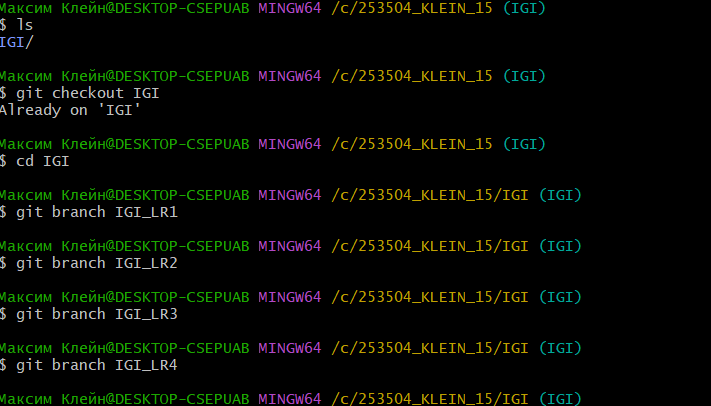 Максим Клейн@DESKTOP-CSEPUAB MINGW64 /c/253504_KLEIN_15 (IGI)
$ ls
IGI/
Максим Клейн@DESKTOP-CSEPUAB MINGW64 /c/253504_KLEIN_15 (IGI)
$ git checkout IGI
Already on 'IGI'
Максим Клейн@DESKTOP-CSEPUAB MINGW64 /c/253504_KLEIN_15 (IGI)
$ cd IGI
Максим Клейн@DESKTOP-CSEPUAB MINGW64 /c/253504_KLEIN_15/IGI (IGI)
$ git branch IGI_LR1
Максим Клейн@DESKTOP-CSEPUAB MINGW64 /c/253504_KLEIN_15/IGI (IGI)
$ git branch IGI_LR2
Максим Клейн@DESKTOP-CSEPUAB MINGW64 /c/253504_KLEIN_15/IGI (IGI)
$ git branch IGI_LR3
Максим Клейн@DESKTOP-CSEPUAB MINGW64 /c/253504_KLEIN_15/IGI (IGI)
$ git branch IGI_LR4
Максим Клейн@DESKTOP-CSEPUAB MINGW64 /c/253504_KLEIN_15/IGI (IGI)